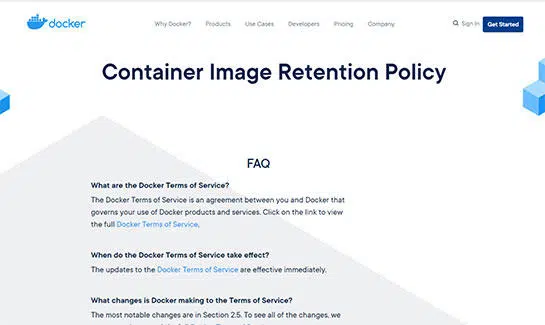 docker
Why Docker? Products Use Cases Developers Pricing Company Sign in Get Started
Container Image Retention Policy
FAQ
What are the Docker Terms of Service?
The Docker Terms of Service is an agreement between you and Docker that
governs your use of Docker products and services. Click on the link to view
the full Docker Terms of Service.
When do the Docker Terms of Service take effect?
The updates to the Docker Terms of Service are effective immediately.
What changes is Docker making to the Terms of Service?
The most notable changes are in Section 2.5. To see all of the changes, we